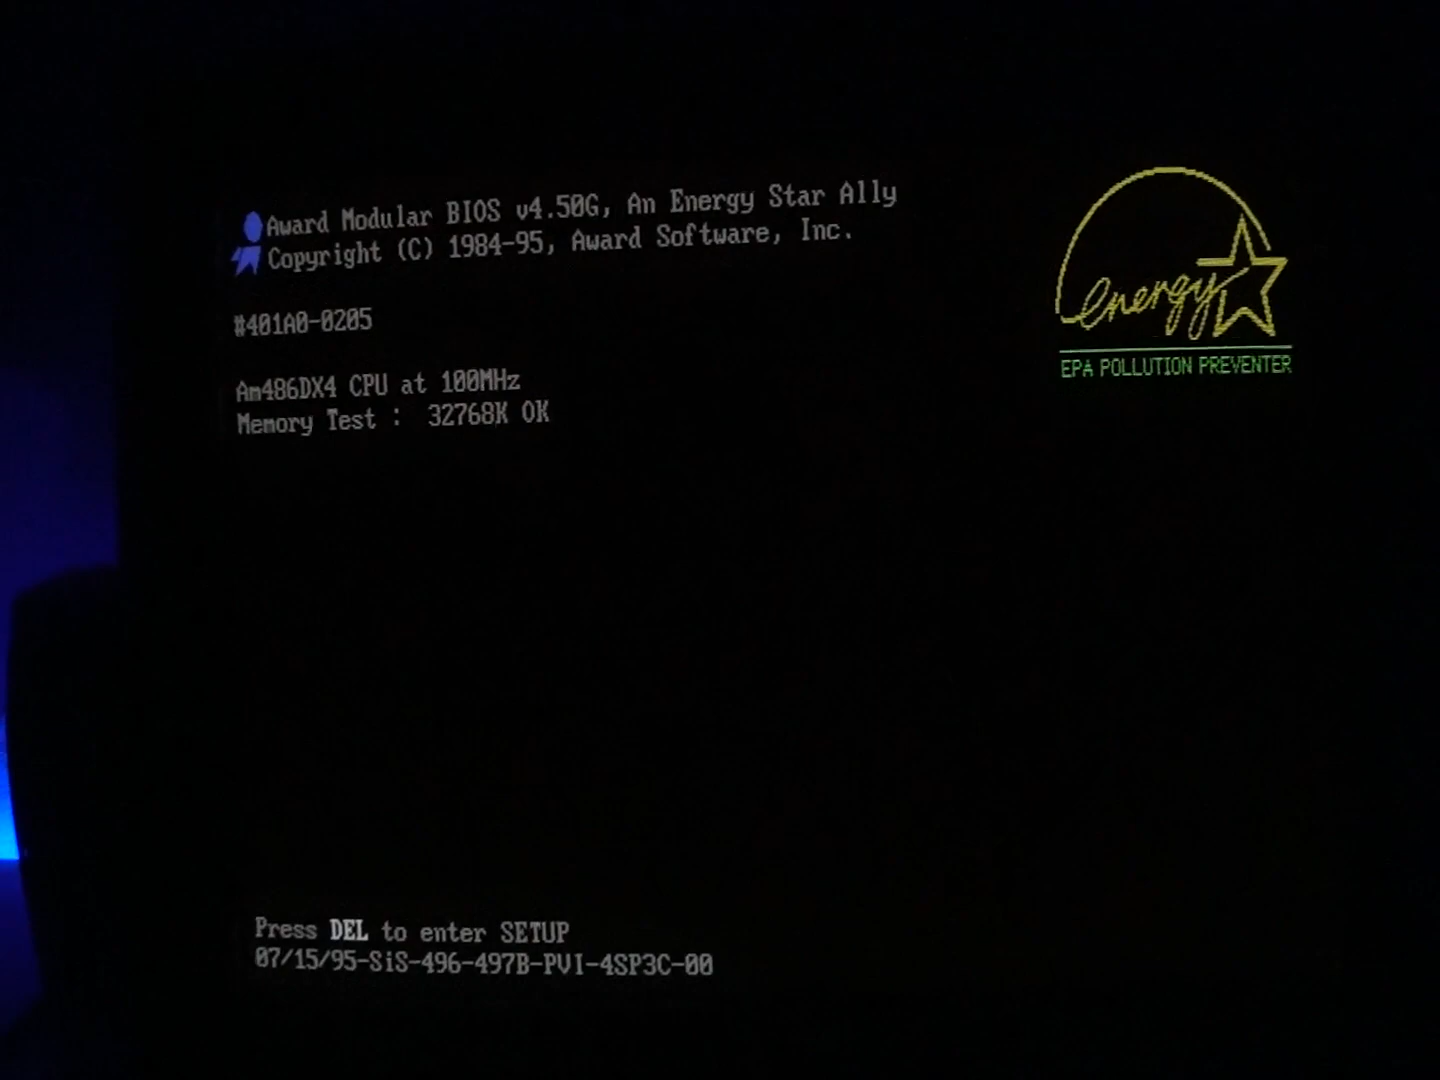 Award Modular BIOS v4.50G, An Energy Star Ally
Copyright (C) 1984-95, Award Software, Inc.
#401A0-0205
Am486DX4 CPU at 100MHz
Memory Test :  32768K OK
energy
EPA POLLUTION PREVENTER
Press DEL to enter SETUP
07/15/95-SiS-496-497B-PVI-4SP3C-00